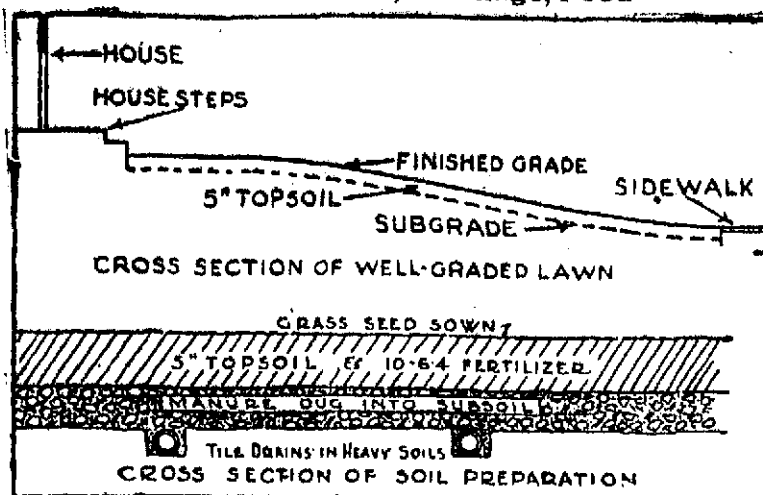 HOUSE
HOUSE STEPS
FINISHED GRADE
5" TOPSOIL
SIDEWALK
SUBGRADE
CROSS SECTION OF WELL-GRADED LAWN
GRASS SEED SOWN
5" TOPSOIL & 10-6-4 FERTILIZER
MANURE DUG INTO SUBSOIL
TILE DRAINS IN HEAVY SOILS
CROSS SECTION OF SOIL PREPARATION